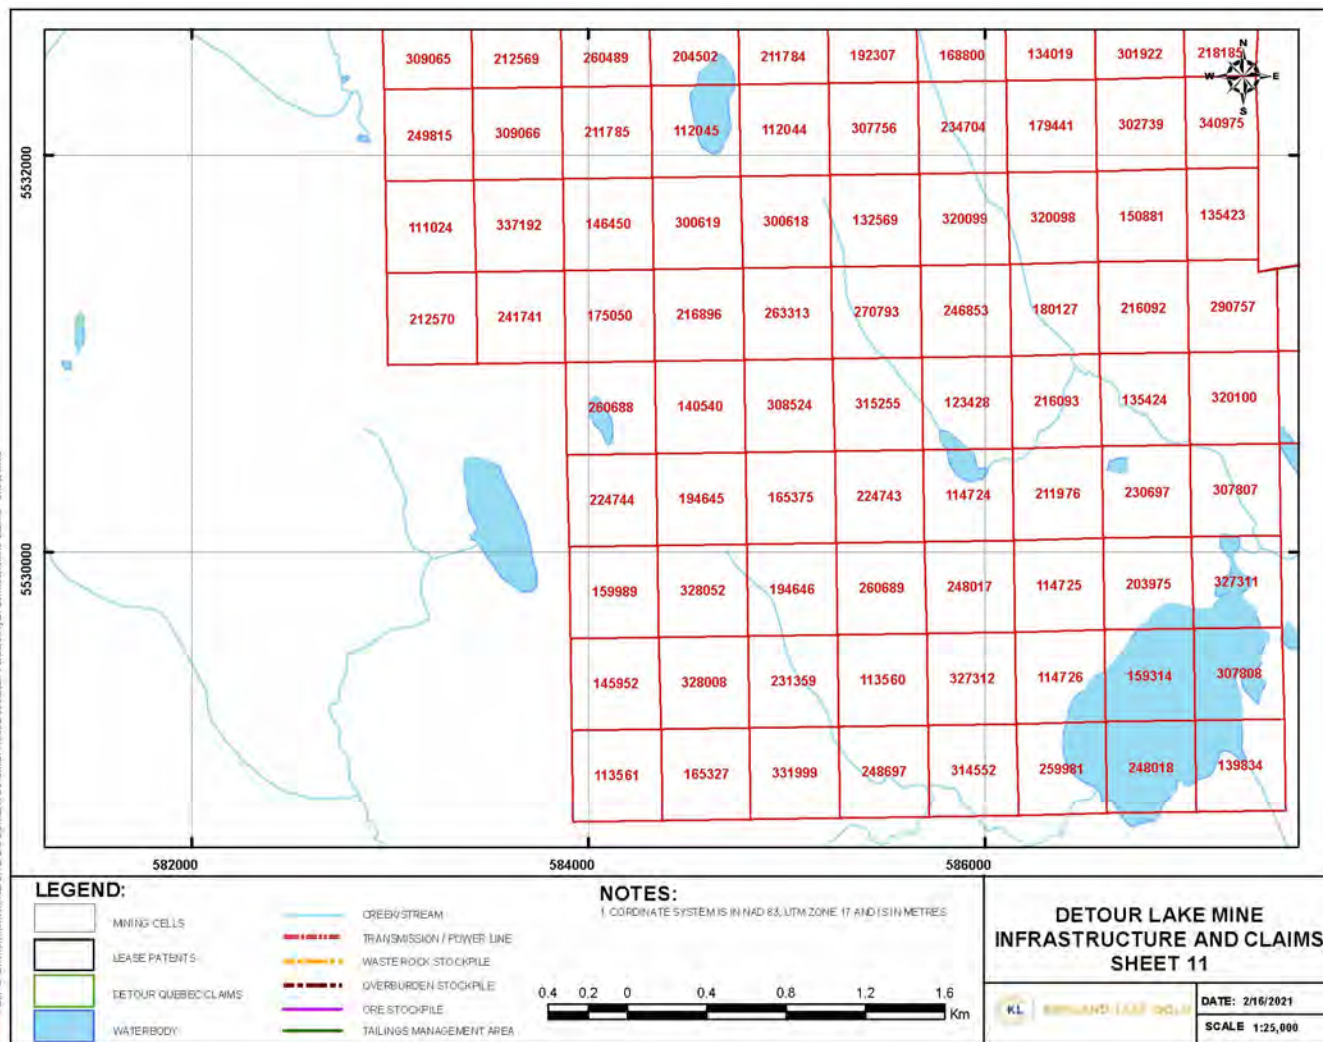 309065 212569 260489 204502 211784 192307 168800 134019 301922 218185
N
W E
S
249815 309066 211785 112045 112044 307756 234704 179441 302739 340975
5532000
111024 337192 146450 300619 300618 132569 320099 320098 150881 135423
212570 241741 175050 216896 263313 270793 246853 180127 216092 290757
260688 140540 308524 315255 123428 216093 135424 320100
224744 194645 165375 224743 114724 211976 230697 307807
5530000
159989 328052 194646 260689 248017 114725 203975 327311
145952 328008 231359 113560 327312 114726 159314 307808
113561 165327 331999 248697 314552 259981 248018 139834
582000 584000 586000
LEGEND:
MINING CELLS
LEASE PATENTS
DETOUR QUEBEC CLAIMS
WATERBODY
CREEK/STREAM
TRANSMISSION / POWER LINE
WASTE ROCK STOCKPILE
OVERBURDEN STOCKPILE
ORE STOCKPILE
TAILINGS MANAGEMENT AREA
NOTES:
1. CORDINATE SYSTEM IS IN NAD 83, UTM ZONE 17 AND IS IN METRES
0.4 0.2 0 0.4 0.8 1.2 1.6
Km
DETOUR LAKE MINE
INFRASTRUCTURE AND CLAIMS
SHEET 11
KL KIRKLAND LAKE GOLD
DATE: 2/16/2021
SCALE 1:25,000